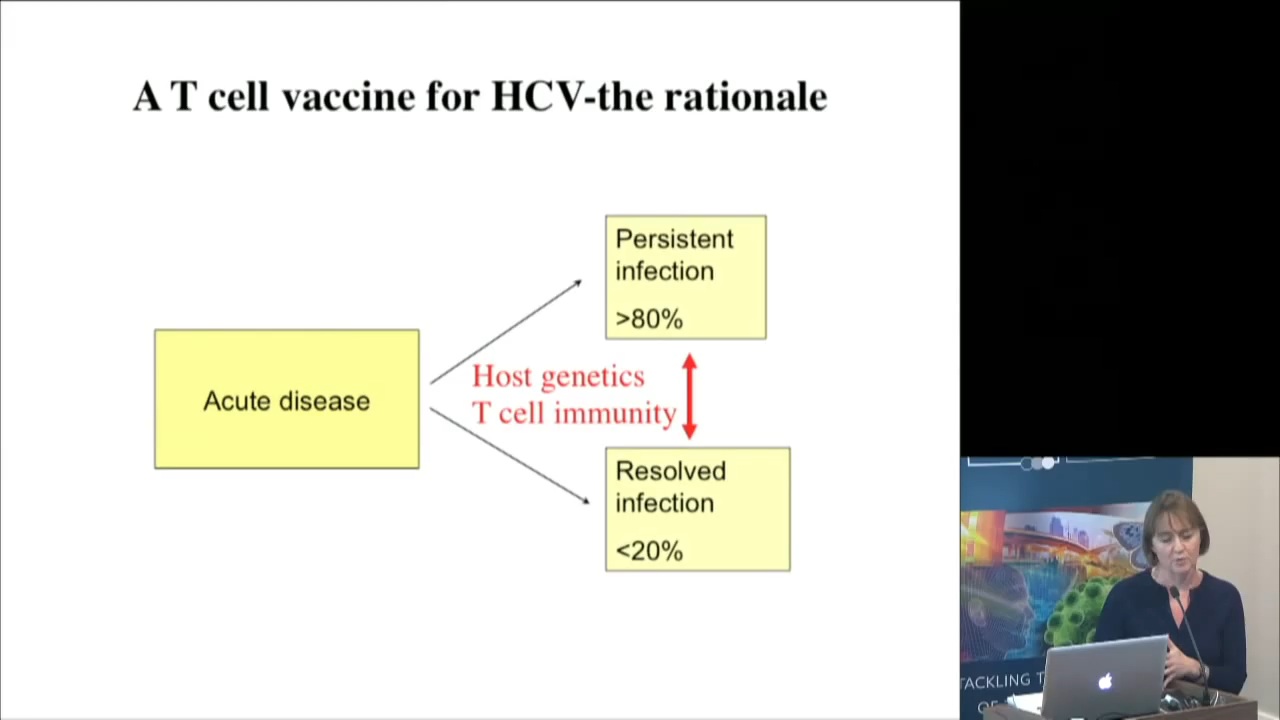 A T cell vaccine for HCV-the rationale
Acute disease
Persistent
infection
>80%
Host genetics
T cell immunity
Resolved
infection
<20%
TACKLING T
OF